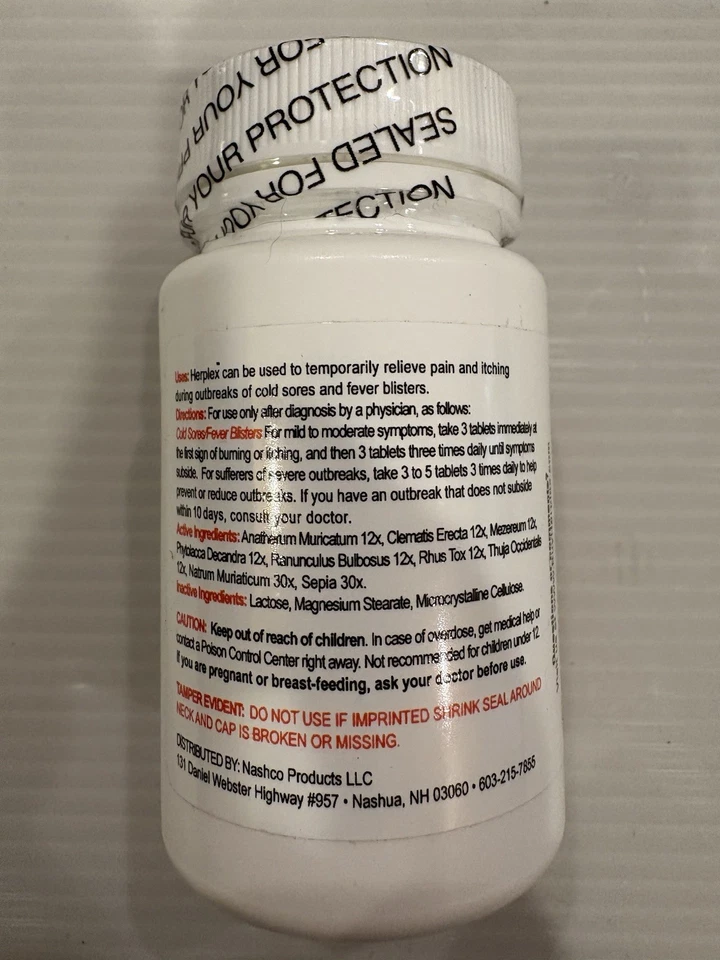 FOR YOUR
YOUR PROTECTION
SEALED FOR YOUR
TECTION
Uses: Herplex can be used to temporarily relieve pain and itching
during outbreaks of cold sores and fever blisters.
Directions: For use only after diagnosis by a physician, as follows:
Cold Sores/Fever Blisters For mild to moderate symptoms, take 3 tablets immediately at
the first sign of burning or itching, and then 3 tablets three times daily until symptoms
subside. For sufferers of severe outbreaks, take 3 to 5 tablets 3 times daily to help
prevent or reduce outbreaks. If you have an outbreak that does not subside
within 10 days, consult your doctor.
Active Ingredients: Anatherum Muricatum 12x, Clematis Erecta 12x, Mezereum 12x,
Phytolacca Decandra 12x, Ranunculus Bulbosus 12x, Rhus Tox 12x, Thuja Occidentalis
12x, Natrum Muriaticum 30x, Sepia 30x.
Inactive Ingredients: Lactose, Magnesium Stearate, Microcrystalline Cellulose.
CAUTION: Keep out of reach of children. In case of overdose, get medical help or
contact a Poison Control Center right away. Not recommended for children under 12.
If you are pregnant or breast-feeding, ask your doctor before use.
TAMPER EVIDENT: DO NOT USE IF IMPRINTED SHRINK SEAL AROUND
NECK AND CAP IS BROKEN OR MISSING.
DISTRIBUTED BY: Nashco Products LLC
131 Daniel Webster Highway #957 • Nashua, NH 03060 • 603-215-7855